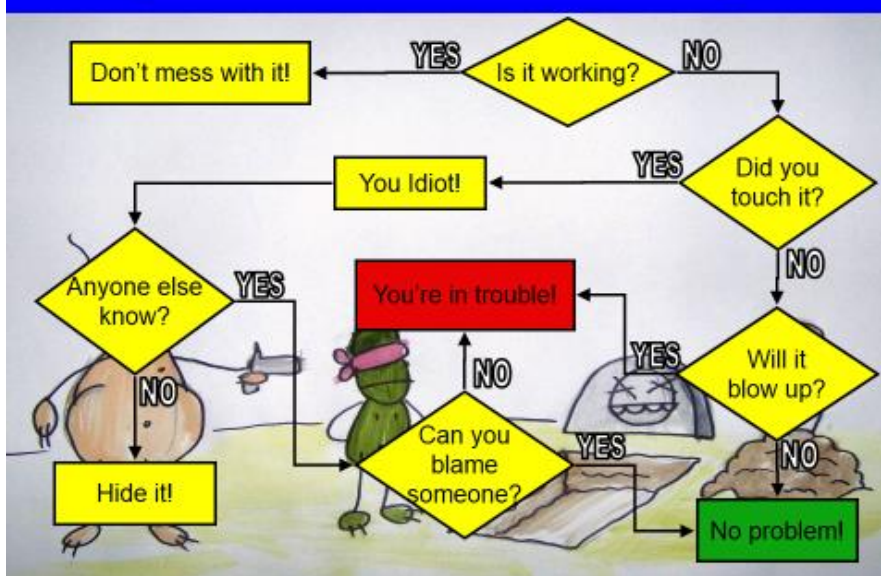 YES
Is it working?
NO
Don't mess with it!
YES
Did you
touch it?
You Idiot!
NO
Anyone else
know?
YES
You're in trouble!
YES
Will it
blow up?
NO
NO
Can you
blame
someone?
YES
NO
Hide it!
No problem!